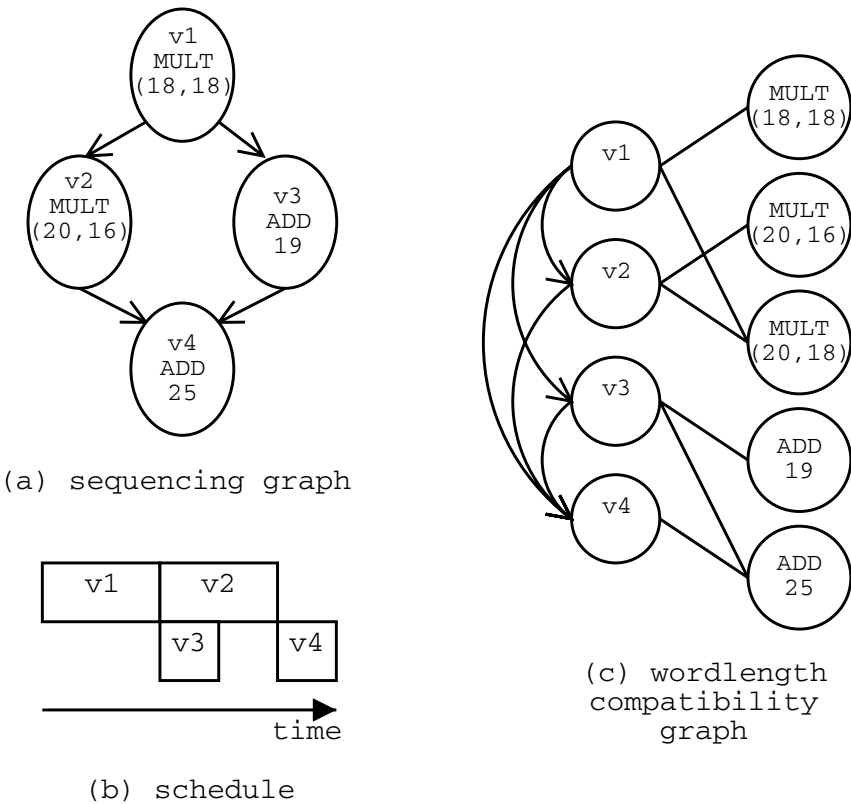 v1
MULT
(18,18)
v2
MULT
(20,16)
v3
ADD
19
v4
ADD
25
(a) sequencing graph
v1
v2
v3
v4
time
(b) schedule
v1
v2
v3
v4
MULT
(18,18)
MULT
(20,16)
MULT
(20,18)
ADD
19
ADD
25
(c) wordlength
compatibility
graph